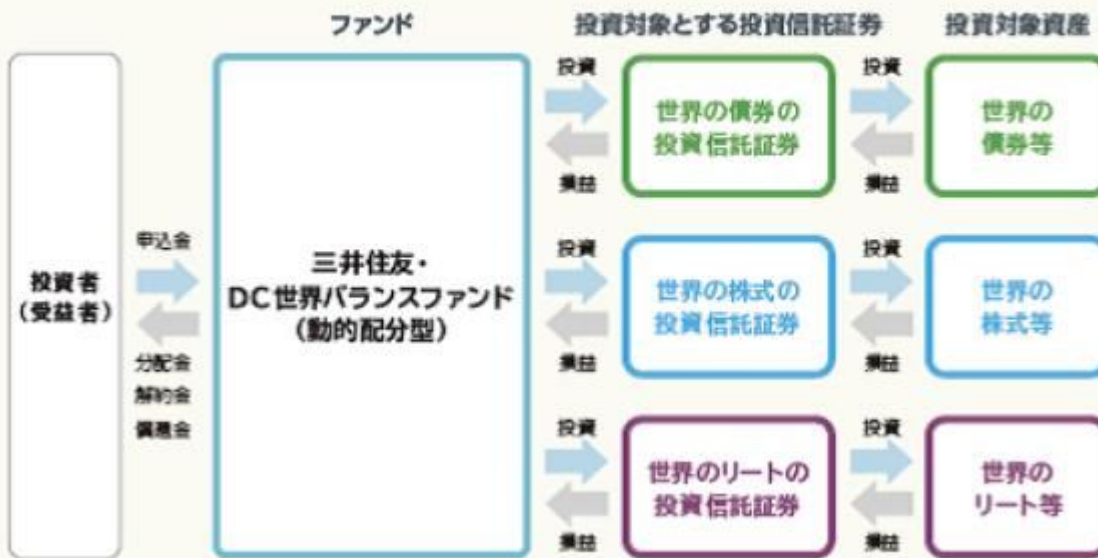 ファンド
投資対象とする投資信託証券
投資対象資産
投資者
（受益者）
申込金
分配金
解約金
償還金
三井住友・
DC世界バランスファンド
（動的配分型）
投資
損益
世界の債券の
投資信託証券
投資
損益
世界の
債券等
投資
損益
世界の株式の
投資信託証券
投資
損益
世界の
株式等
投資
損益
世界のリートの
投資信託証券
投資
損益
世界の
リート等